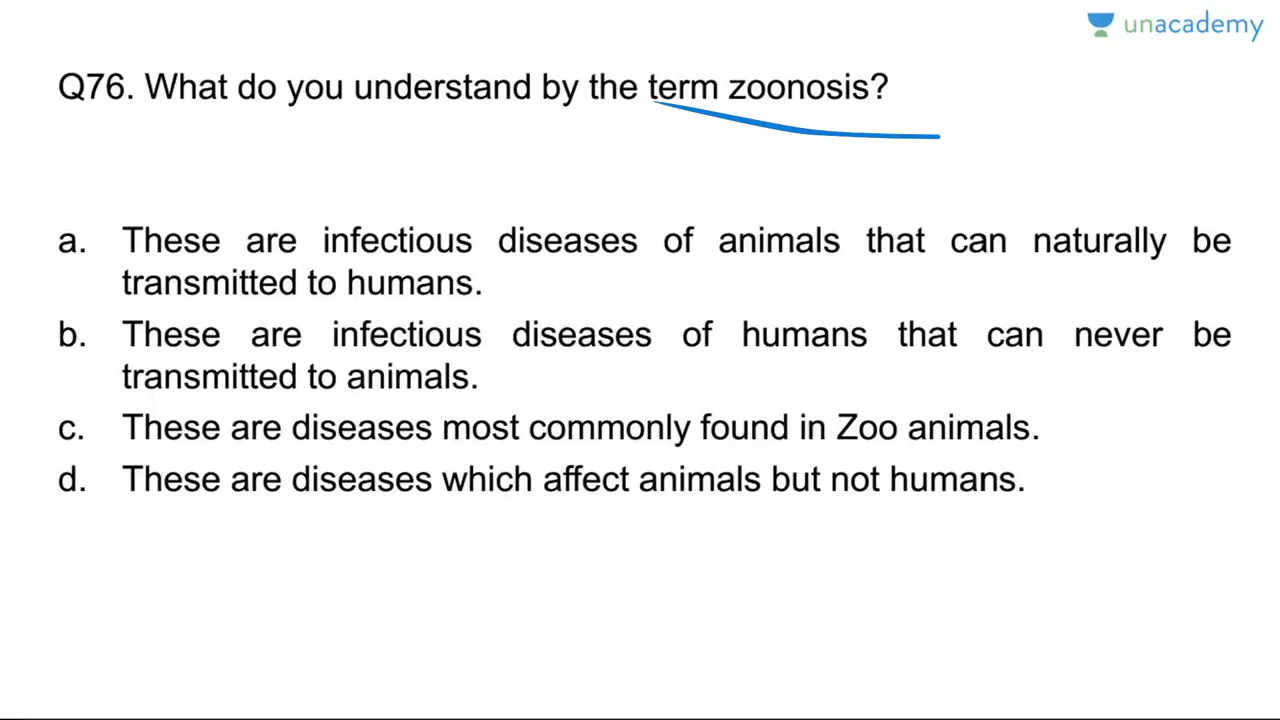 unacademy
Q76. What do you understand by the term zoonosis?
a. These are infectious diseases of animals that can naturally be
transmitted to humans.
b. These are infectious diseases of humans that can never be
transmitted to animals.
c. These are diseases most commonly found in Zoo animals.
d. These are diseases which affect animals but not humans.